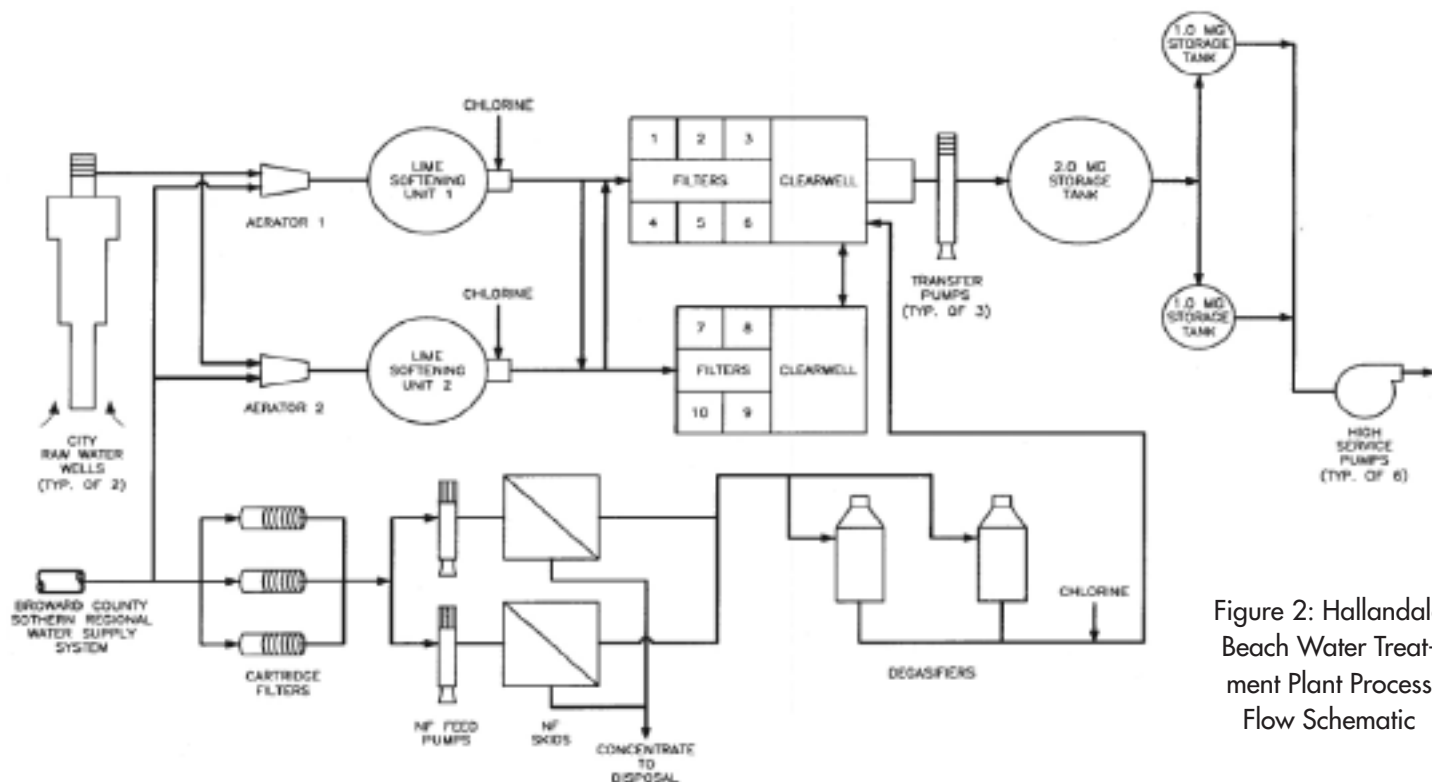 1.0 MG
STORAGE
TANK
CHLORINE
1
2
3
LIME
SOFTENING
UNIT 1
FILTERS
CLEARWELL
2.0 MG
STORAGE
TANK
AERATOR 1
4
5
6
TRANSFER
PUMPS
(TYP. OF 3)
CHLORINE
1.0 MG
STORAGE
TANK
7
8
LIME
SOFTENING
UNIT 2
FILTERS
CLEARWELL
AERATOR 2
10
9
CITY
RAW WATER
WELLS
(TYP. OF 2)
HIGH
SERVICE
PUMPS
(TYP. OF 6)
BROWARD COUNTY
SOTHERN REGIONAL
WATER SUPPLY
SYSTEM
CARTRIDGE
FILTERS
NF FEED
PUMPS
NF
SKIDS
CONCENTRATE
TO
DISPOSAL
CHLORINE
DEGASIFIERS
Figure 2: Hallandal
Beach Water Treat-
ment Plant Process
Flow Schematic